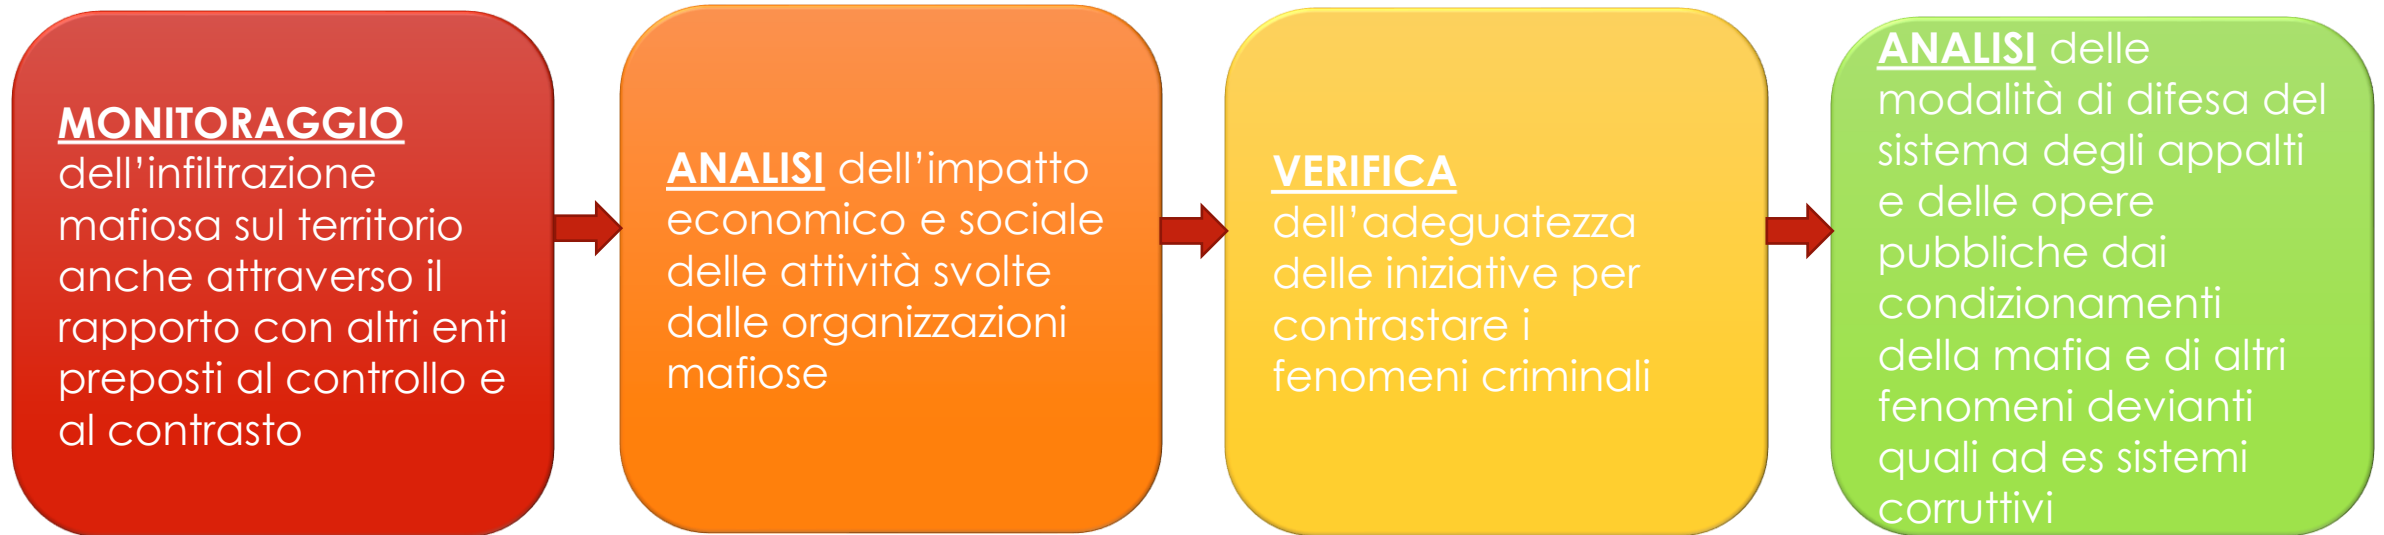 MONITORAGGIO
dell’infiltrazione
mafiosa sul territorio
anche attraverso il
rapporto con altri enti
preposti al controllo e
al contrasto
ANALISI dell’impatto
economico e sociale
delle attività svolte
dalle organizzazioni
mafiose
VERIFICA
dell’adeguatezza
delle iniziative per
contrastare i
fenomeni criminali
ANALISI delle
modalità di difesa del
sistema degli appalti
e delle opere
pubbliche dai
condizionamenti
della mafia e di altri
fenomeni devianti
quali ad es sistemi
corruttivi